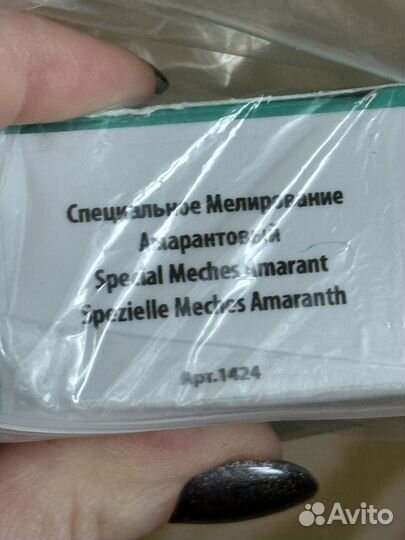 Специальное Мелирование
Амарантовый
Special Meches Amarant
Spezielle Meches Amaranth
Арт.1424
Avito